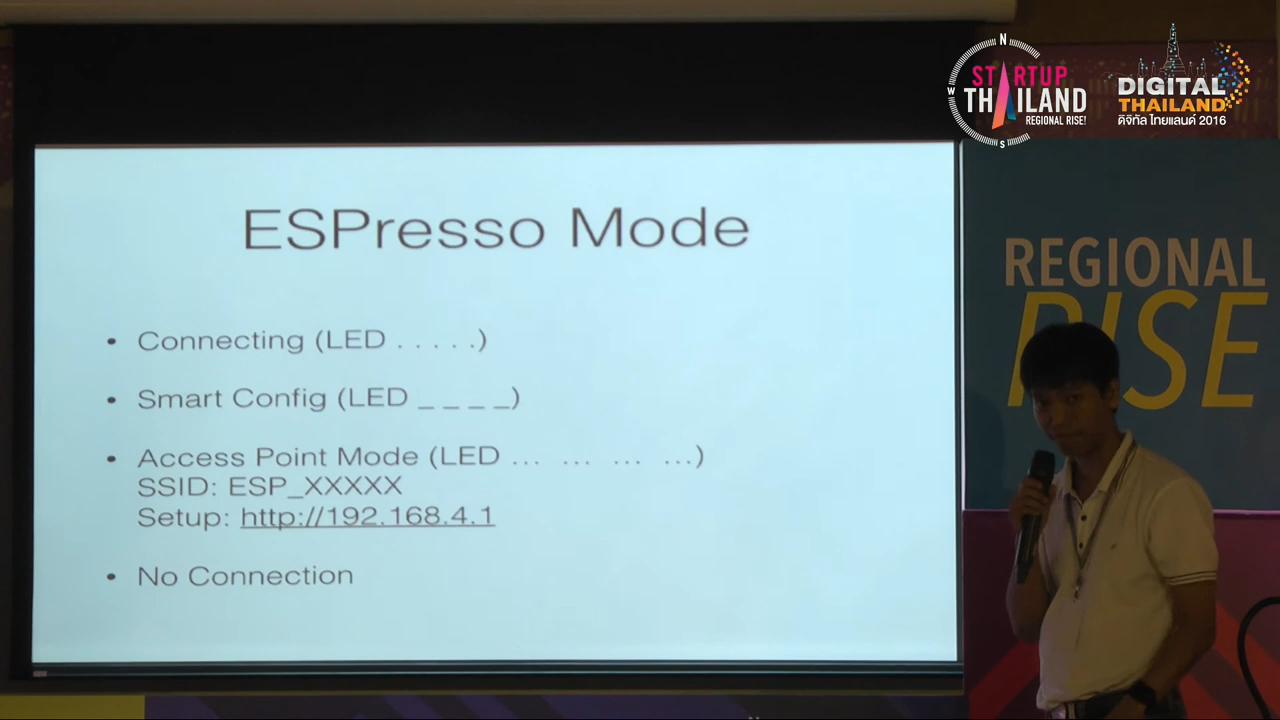 N
STARTUP
W
THAILAND
REGIONAL RISE!
S
DIGITAL
THAILAND
ดิจิทัล ไทยแลนด์ 2016
ESPresso Mode
• Connecting (LED . . . . .)
• Smart Config (LED _ _ _ _)
• Access Point Mode (LED ... ... ... ...)
SSID: ESP_XXXXX
Setup: http://192.168.4.1
• No Connection
REGIONAL
RISE